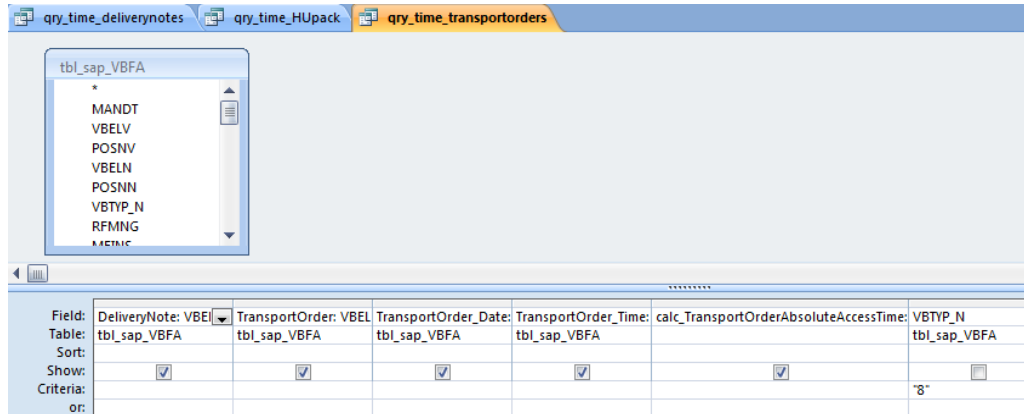 qry_time_deliverynotes qry_time_HUpack qry_time_transportorders
tbl_sap_VBFA
*
MANDT
VBELV
POSNV
VBELN
POSNN
VBTYP_N
RFMNG
MEINS
Field: DeliveryNote: VBEl TransportOrder: VBEL TransportOrder_Date: TransportOrder_Time: calc_TransportOrderAbsoluteAccessTime: VBTYP_N
Table: tbl_sap_VBFA tbl_sap_VBFA tbl_sap_VBFA tbl_sap_VBFA tbl_sap_VBFA
Sort:
Show:
Criteria: "8"
or: